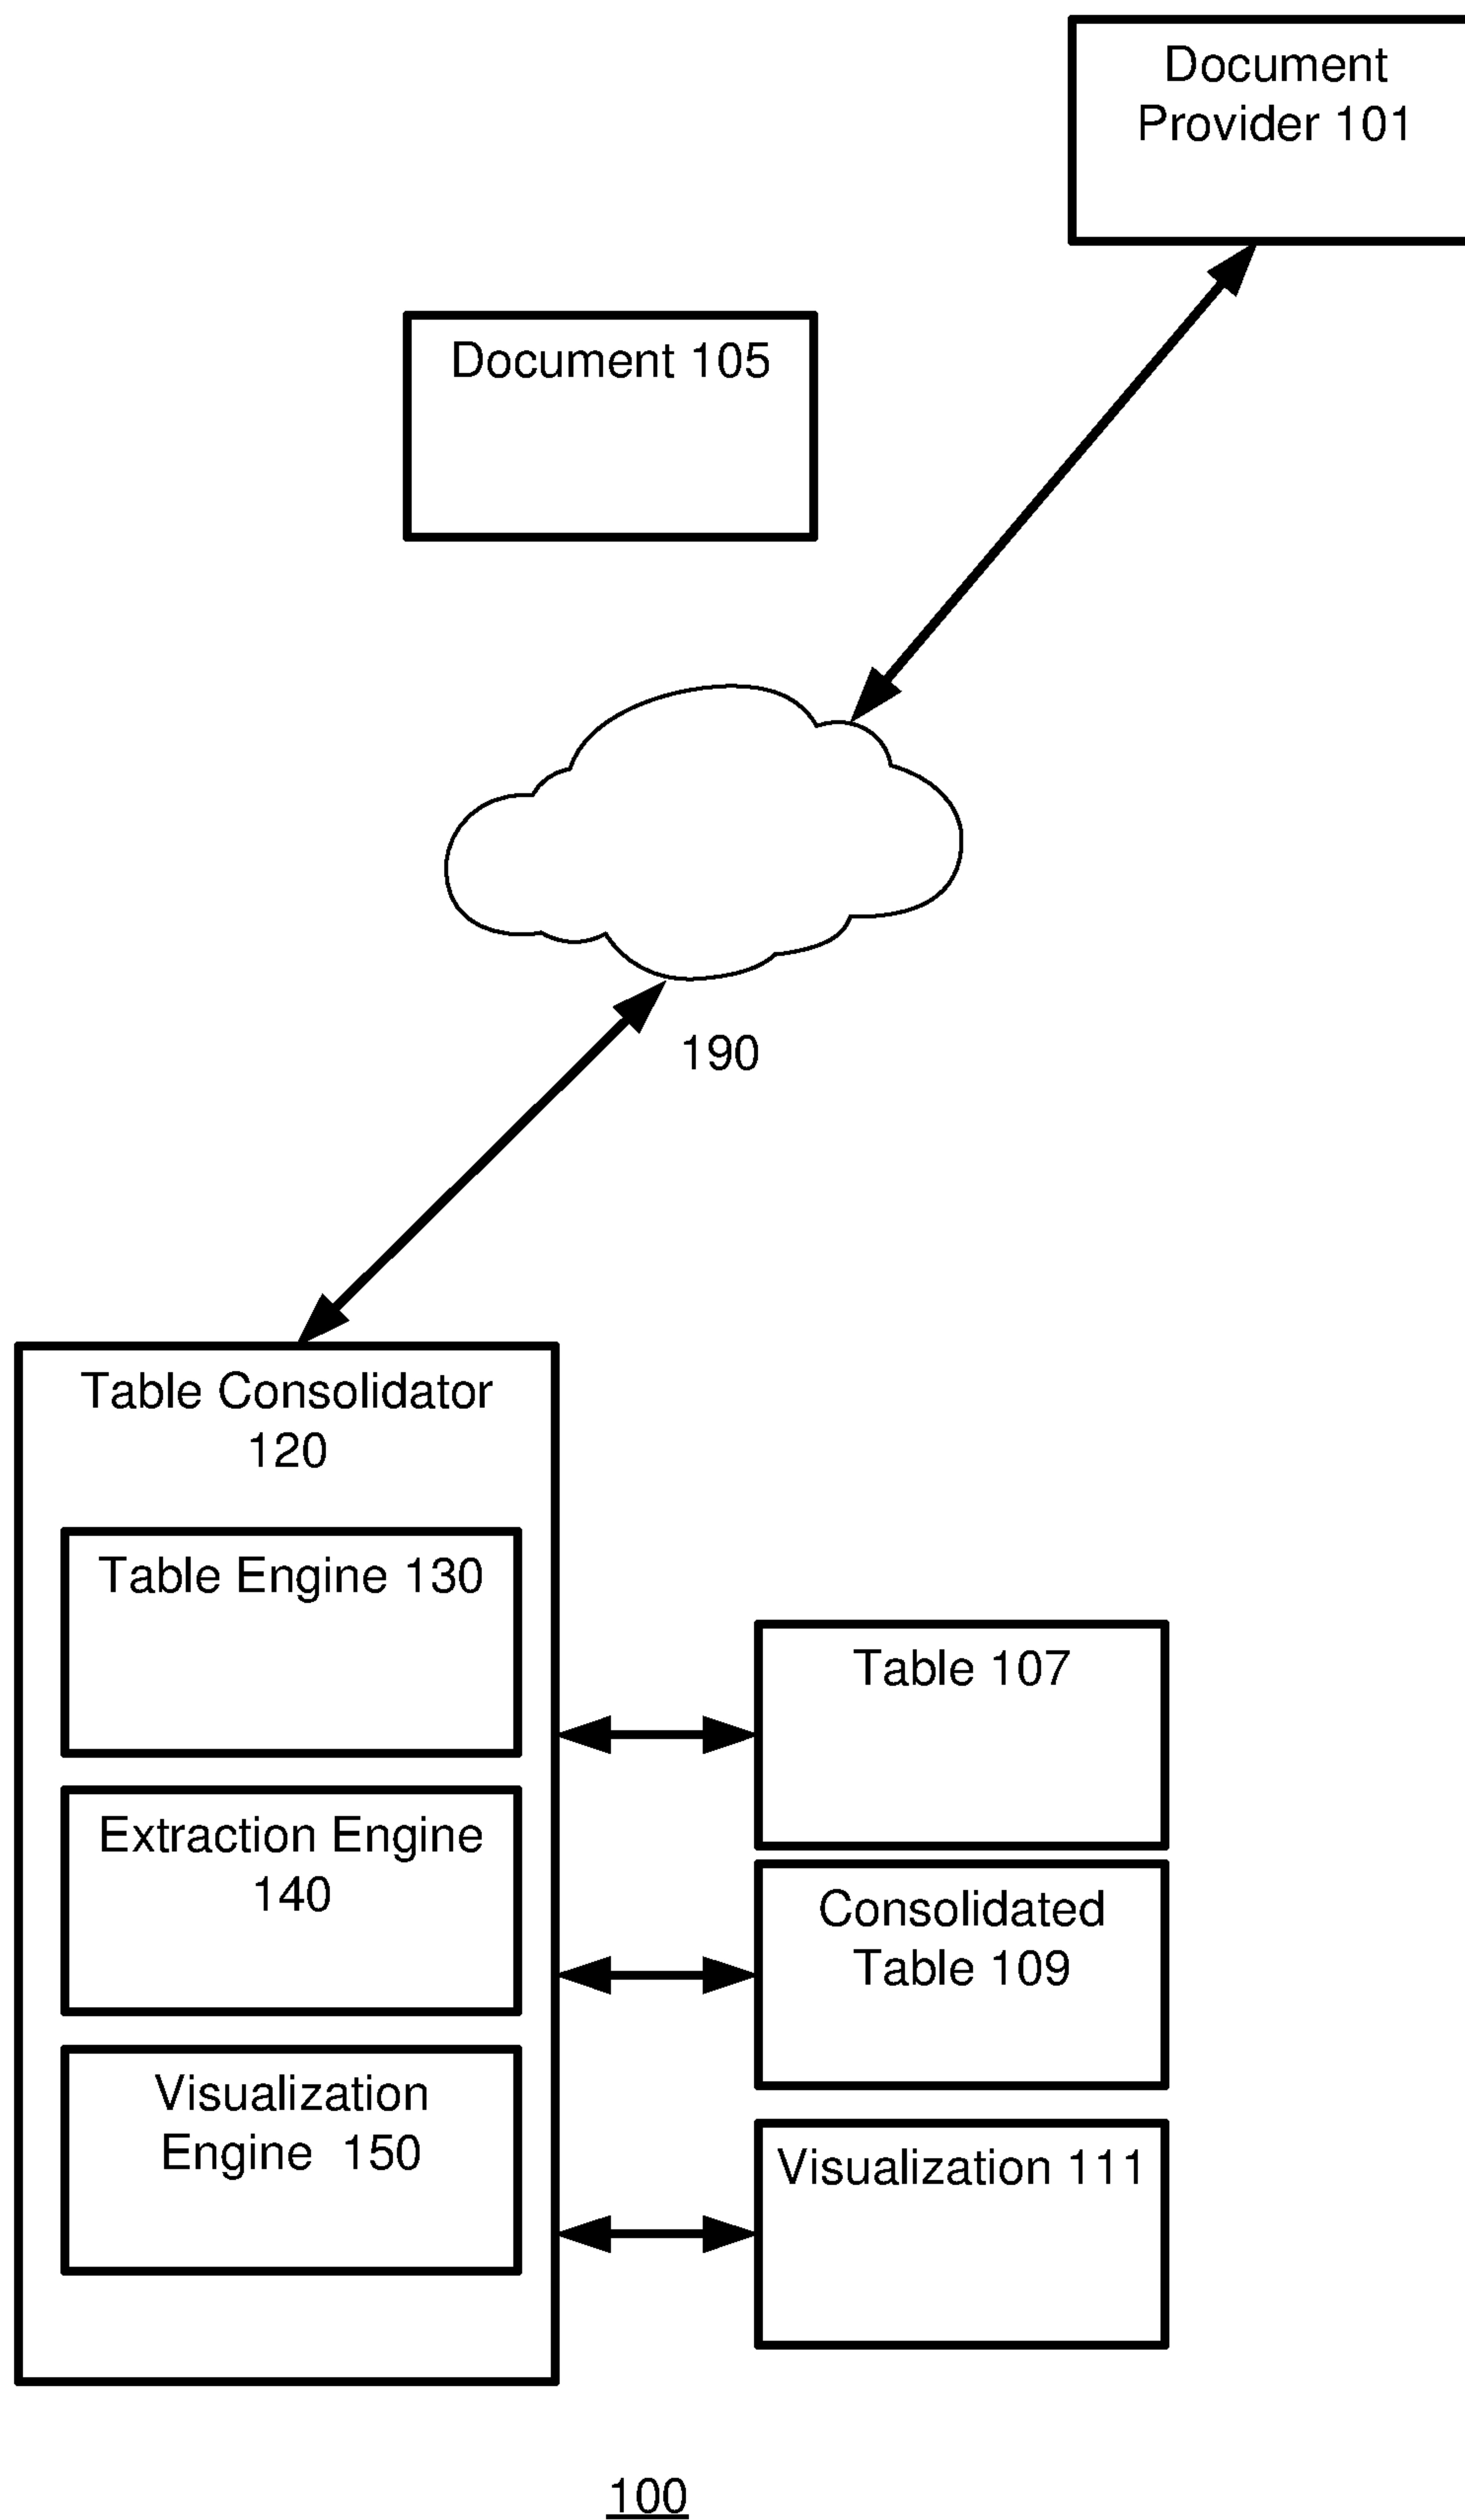 Document
Provider 101
Document 105
190
Table Consolidator
120
Table Engine 130
Extraction Engine
140
Visualization
Engine 150
Table 107
Consolidated
Table 109
Visualization 111
100